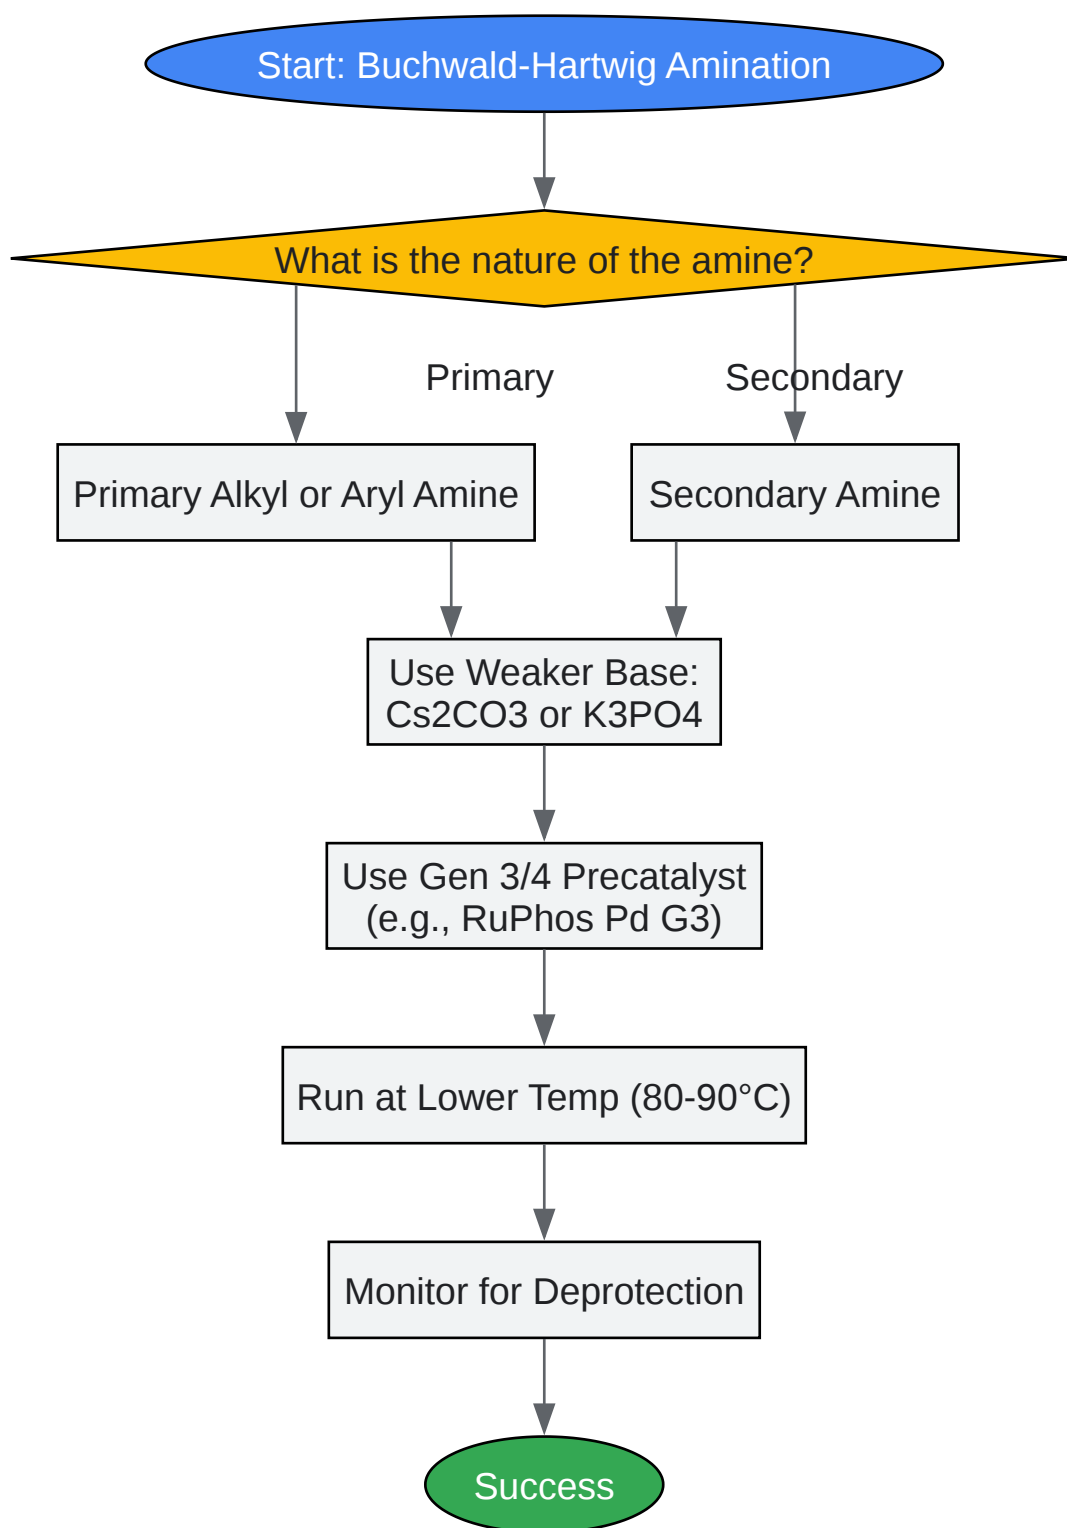 Start: Buchwald-Hartwig Amination
What is the nature of the amine?
Primary
Secondary
Primary Alkyl or Aryl Amine
Secondary Amine
Use Weaker Base:
Cs2CO3 or K3PO4
Use Gen 3/4 Precatalyst
(e.g., RuPhos Pd G3)
Run at Lower Temp (80-90°C)
Monitor for Deprotection
Success